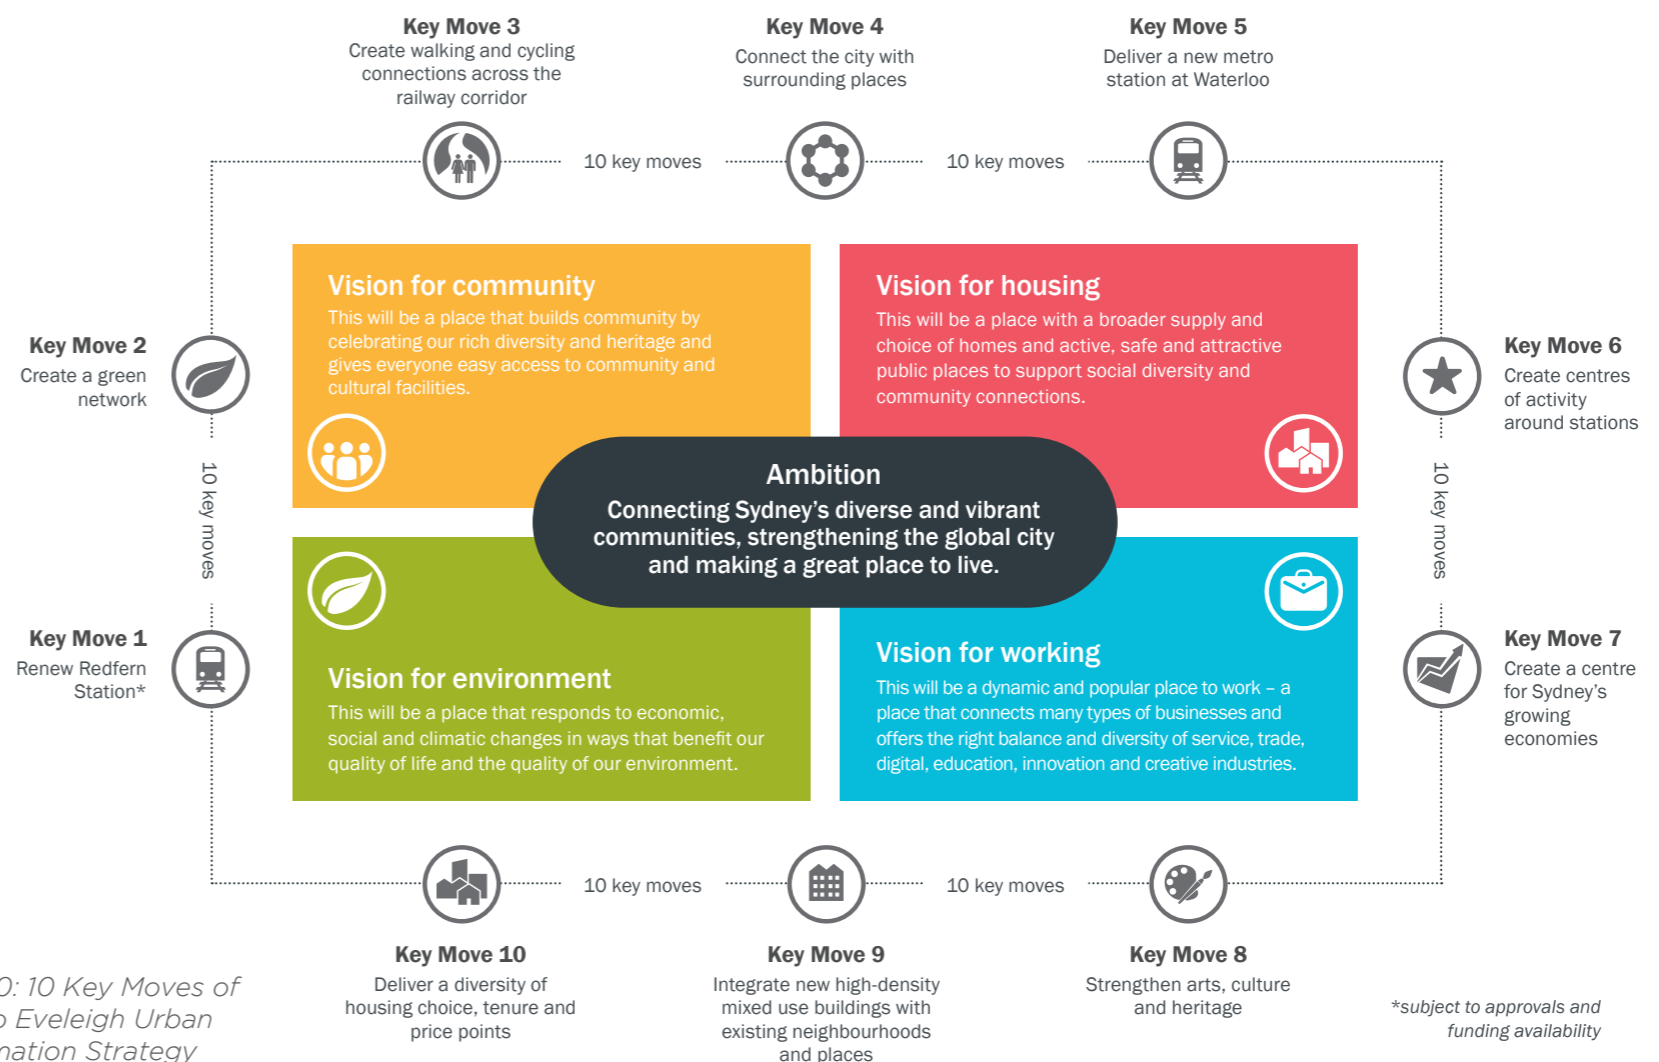 Key Move 3
Create walking and cycling
connections across the
railway corridor
Key Move 4
Connect the city with
surrounding places
Key Move 5
Deliver a new metro
station at Waterloo
10 key moves
10 key moves
Key Move 2
Create a green
network
10 key moves
Key Move 1
Renew Redfern
Station*
Vision for community
This will be a place that builds community by
celebrating our rich diversity and heritage and
gives everyone easy access to community and
cultural facilities.
Vision for housing
This will be a place with a broader supply and
choice of homes and active, safe and attractive
public places to support social diversity and
community connections.
Ambition
Connecting Sydney's diverse and vibrant
communities, strengthening the global city
and making a great place to live.
Vision for environment
This will be a place that responds to economic,
social and climatic changes in ways that benefit our
quality of life and the quality of our environment.
Vision for working
This will be a dynamic and popular place to work – a
place that connects many types of businesses and
offers the right balance and diversity of service, trade,
digital, education, innovation and creative industries.
Key Move 6
Create centres
of activity
around stations
10 key moves
Key Move 7
Create a centre
for Sydney's
growing
economies
10 key moves
10 key moves
Key Move 10
Deliver a diversity of
housing choice, tenure and
price points
Key Move 9
Integrate new high-density
mixed use buildings with
existing neighbourhoods
and places
Key Move 8
Strengthen arts, culture
and heritage
0: 10 Key Moves of
o Eveleigh Urban
mation Strategy
*subject to approvals and
funding availability